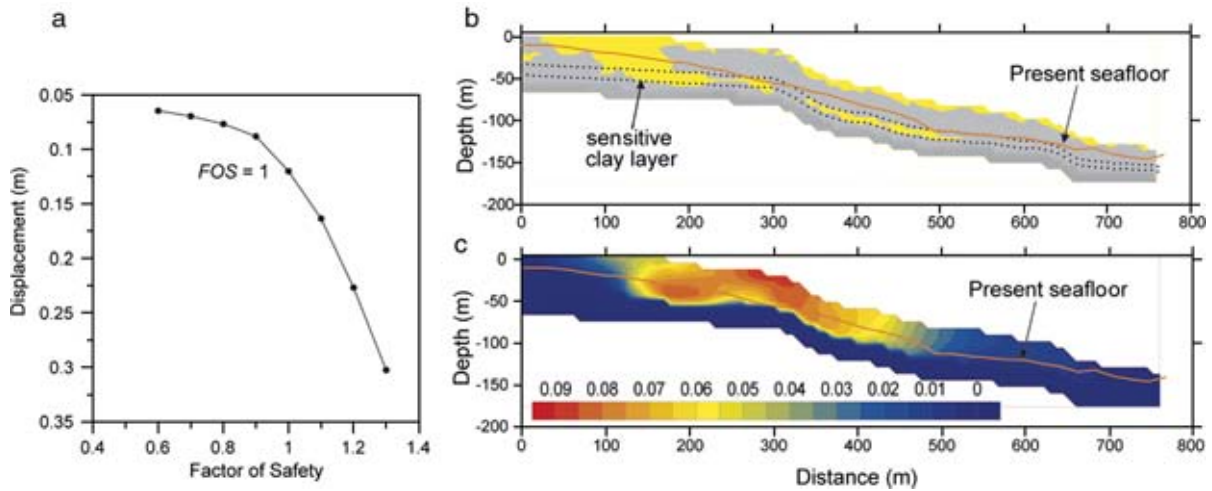 a
0.05
0.1
0.15
0.2
0.25
0.3
0.35
Displacement (m)
FOS = 1
0.4 0.6 0.8 1 1.2 1.4
Factor of Safety
b
0
-50
-100
-150
-200
Depth (m)
Present seafloor
sensitive
clay layer
0 100 200 300 400 500 600 700 800
c
0
-50
-100
-150
-200
Depth (m)
Present seafloor
0.09 0.08 0.07 0.06 0.05 0.04 0.03 0.02 0.01 0
0 100 200 300 400 500 600 700 800
Distance (m)